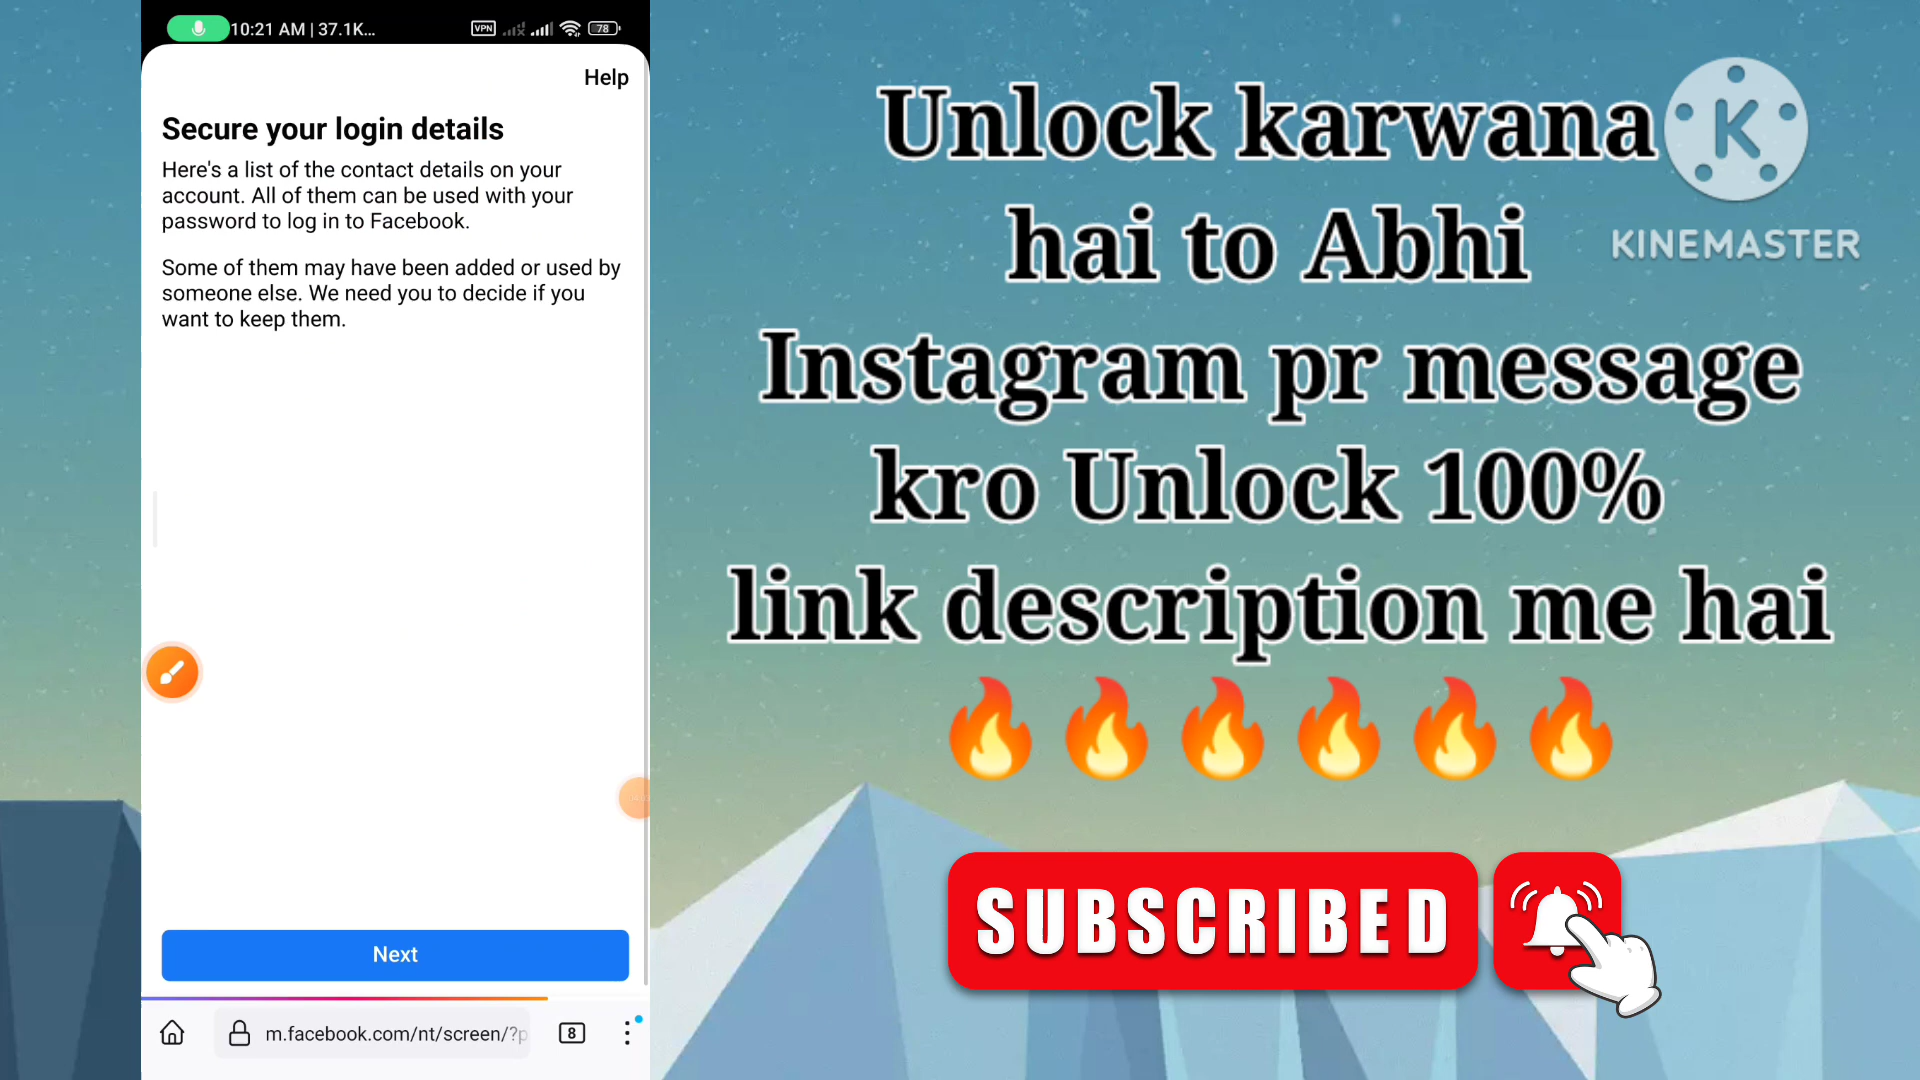 10:21 AM | 37.1K...
VPN
78
Help
Secure your login details
Here's a list of the contact details on your
account. All of them can be used with your
password to log in to Facebook.
Some of them may have been added or used by
someone else. We need you to decide if you
want to keep them.
Next
m.facebook.com/nt/screen/?p
8
Unlock karwana
hai to Abhi
Instagram pr message
kro Unlock 100%
link description me hai
K
KINEMASTER
SUBSCRIBED